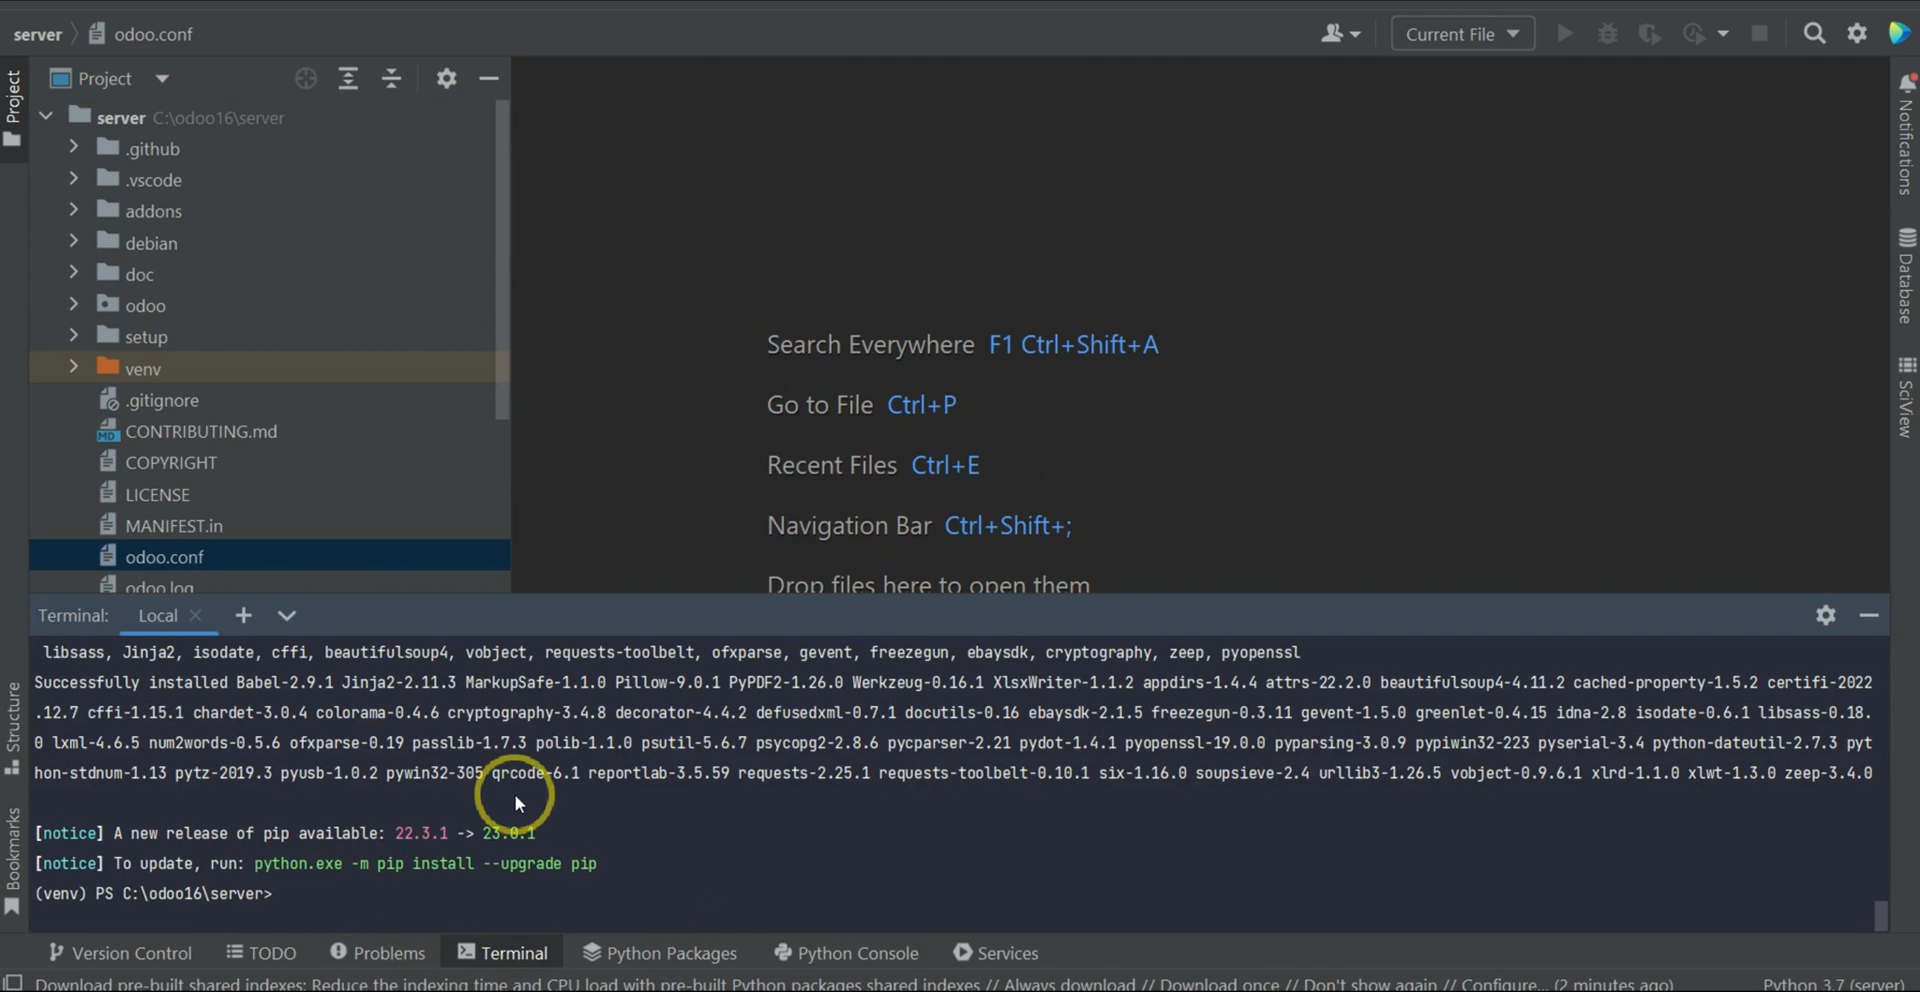 server
odoo.conf
Current File
Project
Project
server C:\odoo16\server
.github
.vscode
addons
debian
doc
odoo
setup
venv
.gitignore
CONTRIBUTING.md
COPYRIGHT
LICENSE
MANIFEST.in
odoo.conf
odoo.log
Search Everywhere F1 Ctrl+Shift+A
Go to File Ctrl+P
Recent Files Ctrl+E
Navigation Bar Ctrl+Shift+;
Drop files here to open them
Notifications
Database
SciView
Structure
Bookmarks
Terminal: Local
libsass, Jinja2, isodate, cffi, beautifulsoup4, vobject, requests-toolbelt, ofxparse, gevent, freezegun, ebaysdk, cryptography, zeep, pyopenssl
Successfully installed Babel-2.9.1 Jinja2-2.11.3 MarkupSafe-1.1.0 Pillow-9.0.1 PyPDF2-1.26.0 Werkzeug-0.16.1 XlsxWriter-1.1.2 appdirs-1.4.4 attrs-22.2.0 beautifulsoup4-4.11.2 cached-property-1.5.2 certifi-2022
.12.7 cffi-1.15.1 chardet-3.0.4 colorama-0.4.6 cryptography-3.4.8 decorator-4.4.2 defusedxml-0.7.1 docutils-0.16 ebaysdk-2.1.5 freezegun-0.3.11 gevent-1.5.0 greenlet-0.4.15 idna-2.8 isodate-0.6.1 libsass-0.18.
0 lxml-4.6.5 num2words-0.5.6 ofxparse-0.19 passlib-1.7.3 polib-1.1.0 psutil-5.6.7 psycopg2-2.8.6 pycparser-2.21 pydot-1.4.1 pyopenssl-19.0.0 pyparsing-3.0.9 pypiwin32-223 pyserial-3.4 python-dateutil-2.7.3 pyt
hon-stdnum-1.13 pytz-2019.3 pyusb-1.0.2 pywin32-305 qrcode-6.1 reportlab-3.5.59 requests-2.25.1 requests-toolbelt-0.10.1 six-1.16.0 soupsieve-2.4 urllib3-1.26.5 vobject-0.9.6.1 xlrd-1.1.0 xlwt-1.3.0 zeep-3.4.0
[notice] A new release of pip available: 22.3.1 -> 23.0.1
[notice] To update, run: python.exe -m pip install --upgrade pip
(venv) PS C:\odoo16\server>
Version Control
TODO
Problems
Terminal
Python Packages
Python Console
Services
Download pre-built shared indexes: Reduce the indexing time and CPU load with pre-built Python packages shared indexes // Always download // Download once // Don't show again // Configure... (2 minutes ago)
Python 3.7 (server)